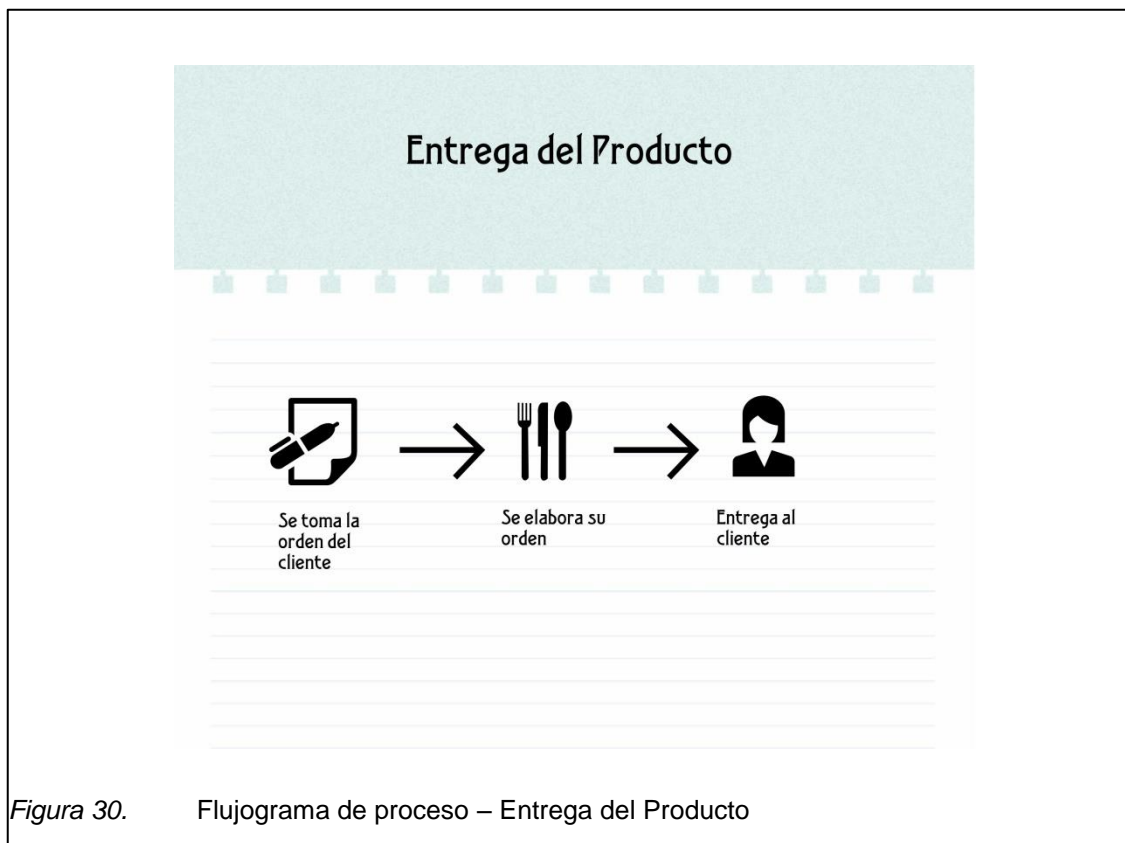 Entrega del Producto
Se toma la
orden del
cliente
Se elabora su
orden
Entrega al
cliente
Figura 30. Flujograma de proceso – Entrega del Producto